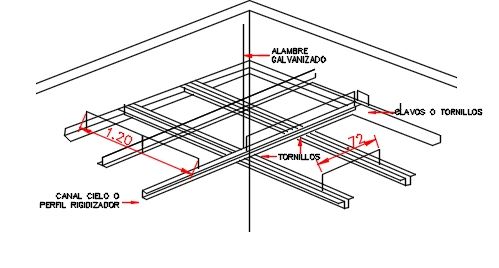 ALAMBRE
GALVANIZADO
CLAVOS O TORNILLOS
1.20
.72
TORNILLOS
CANAL CIELO O
PERFIL RIGIDIZADOR